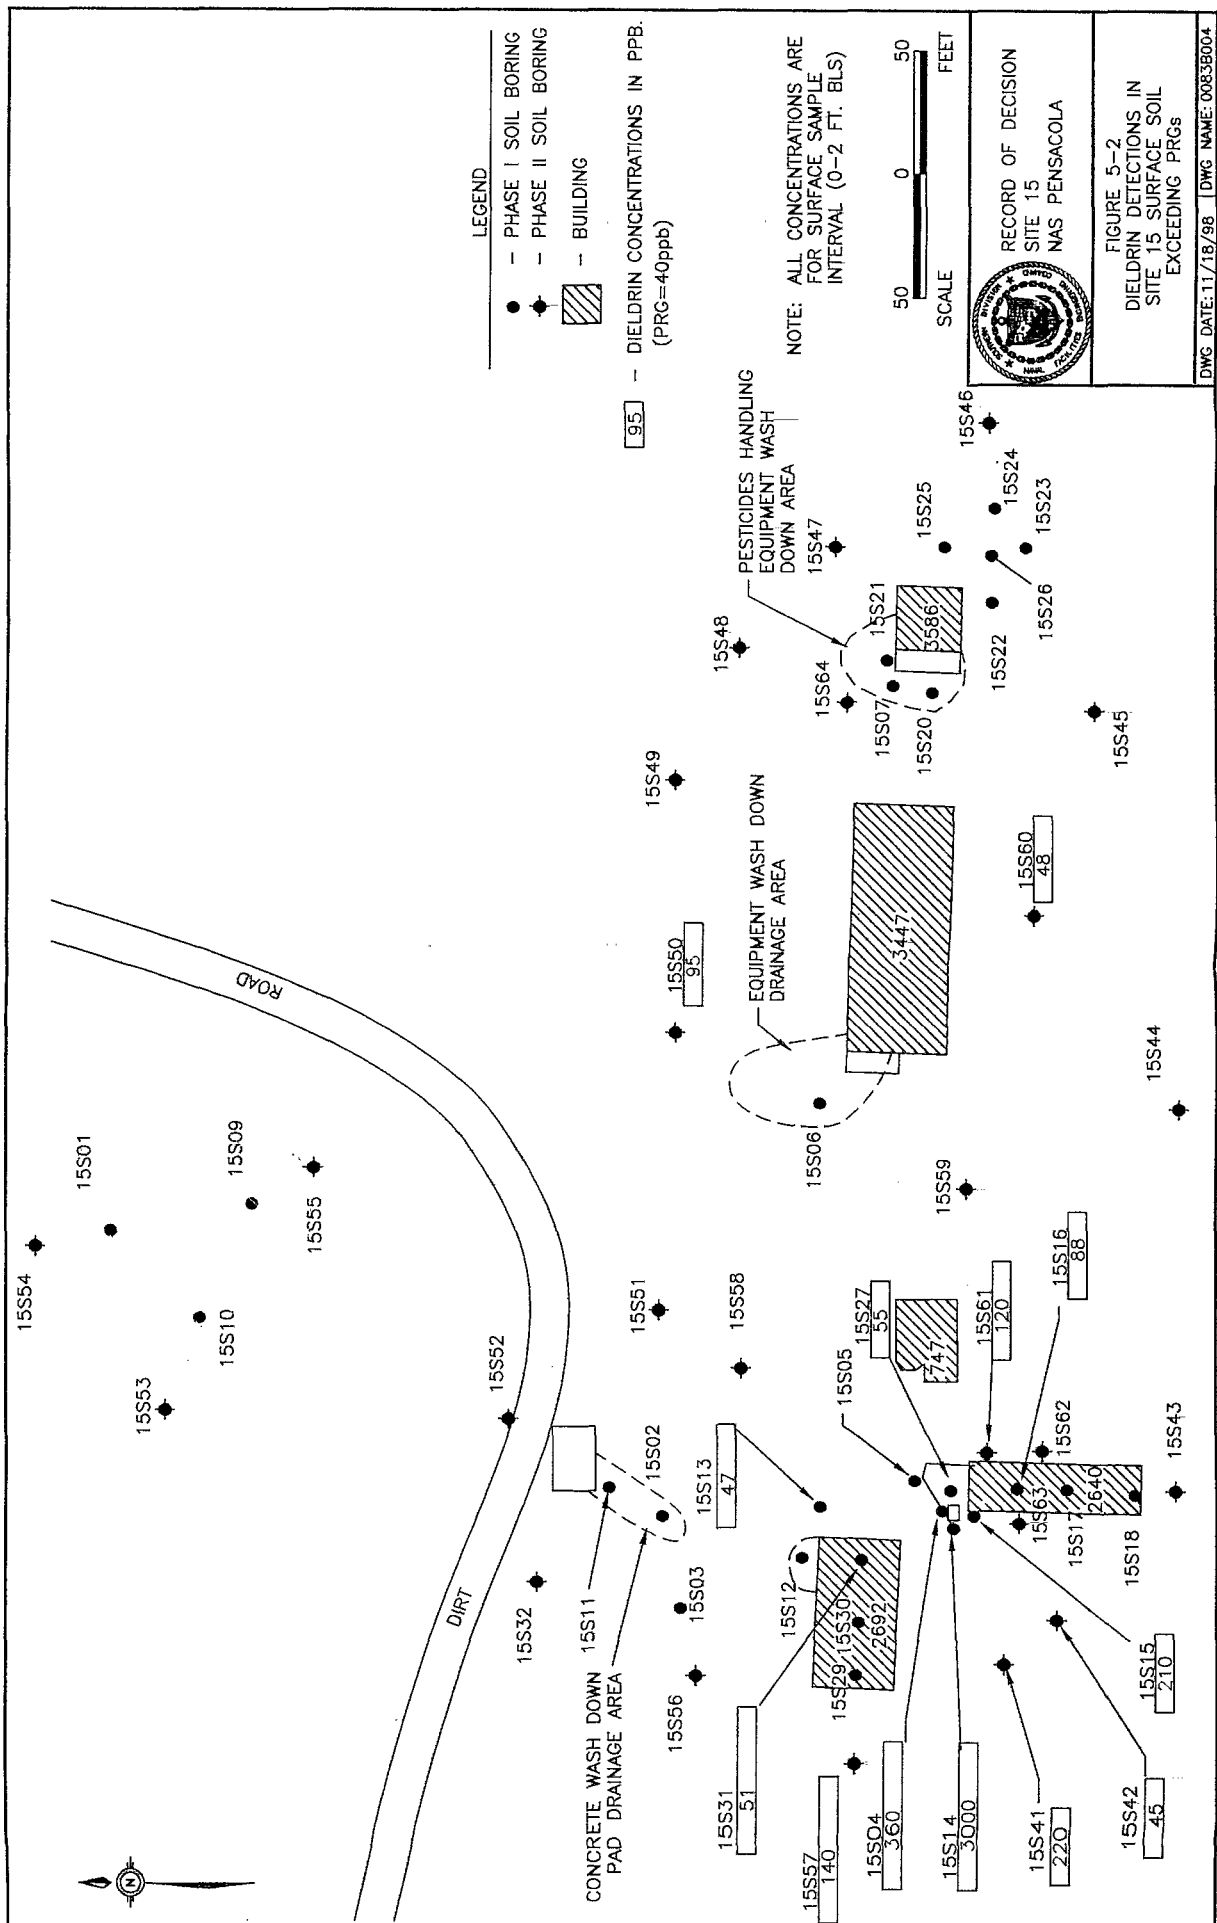 15S54
15S01
15S53
15S10
15S09
15S55
ROAD
DIRT
15S52
15S32
15S11
15S02
CONCRETE WASH DOWN
PAD DRAINAGE AREA
15S51
15S58
15S03
15S56
15S13
47
15S12
15S31
51
15S30
15S29
2692
15S57
140
15S04
360
15S14
3000
15S41
220
15S42
45
15S15
210
15S05
15S27
55
747
15S61
120
15S16
88
15S62
15S63
15S17
2640
15S18
15S43
15S59
15S06
15S44
15S50
95
EQUIPMENT WASH DOWN
DRAINAGE AREA
3447
15S60
48
15S49
15S48
15S64
15S07
15S20
15S21
3586
PESTICIDES HANDLING
EQUIPMENT WASH
DOWN AREA
15S47
15S25
15S22
15S26
15S24
15S23
15S46
15S45
N
LEGEND
- PHASE I SOIL BORING
- PHASE II SOIL BORING
- BUILDING
95 - DIELDRIN CONCENTRATIONS IN PPB.
(PRG=40ppb)
NOTE: ALL CONCENTRATIONS ARE
FOR SURFACE SAMPLE
INTERVAL (0-2 FT. BLS)
50 0 50
SCALE FEET
RECORD OF DECISION
SITE 15
NAS PENSACOLA
SOUTHERN DIVISION
NAVAL FACILITIES ENGINEERING COMMAND
FIGURE 5-2
DIELDRIN DETECTIONS IN
SITE 15 SURFACE SOIL
EXCEEDING PRGs
DWG DATE: 11/18/98 DWG NAME: 0083B004